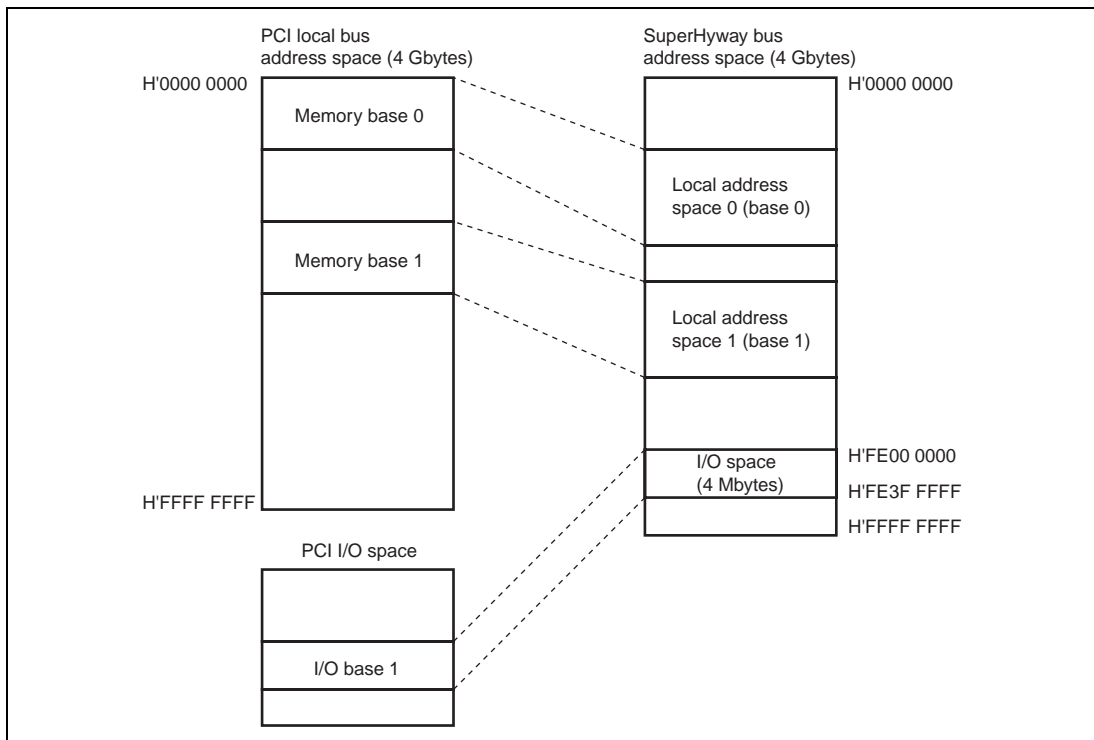 PCI local bus
address space (4 Gbytes)
H'0000 0000
Memory base 0
Memory base 1
H'FFFF FFFF
PCI I/O space
I/O base 1
SuperHyway bus
address space (4 Gbytes)
H'0000 0000
Local address
space 0 (base 0)
Local address
space 1 (base 1)
I/O space
(4 Mbytes)
H'FE00 0000
H'FE3F FFFF
H'FFFF FFFF